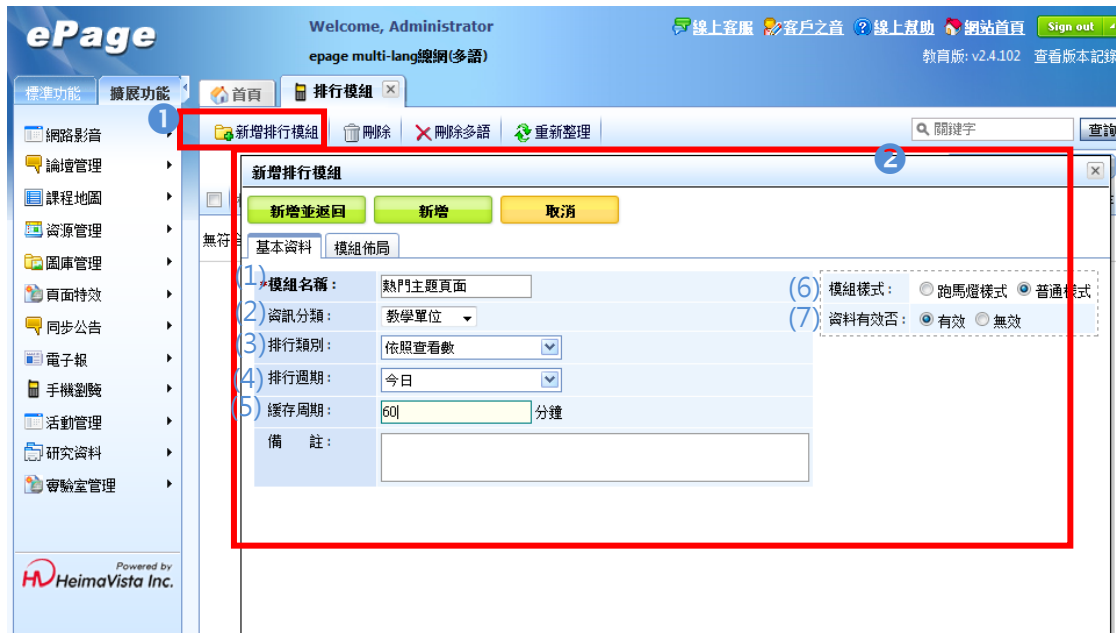 ePage
Welcome, Administrator
epage multi-lang總網(多語)
線上客服 客戶之音 線上幫助 網站首頁 Sign out
教育版: v2.4.102 查看版本記錄
標準功能 擴展功能
首頁 排行模組
1
新增排行模組 刪除 刪除多語 重新整理
關鍵字 查詢
2
網路影音
論壇管理
課程地圖
資源管理
圖庫管理
頁面特效
同步公告
電子報
手機瀏覽
活動管理
研究資料
實驗室管理
無符合
新增排行模組
新增並返回 新增 取消
基本資料 模組佈局
(1) *模組名稱: 熱門主題頁面
(2) 資訊分類: 教學單位
(3) 排行類別: 依照查看數
(4) 排行週期: 今日
(5) 緩存周期: 60 分鐘
備 註:
(6) 模組樣式: 跑馬燈樣式 普通樣式
(7) 資料有效否: 有效 無效
Powered by
HeimaVista Inc.